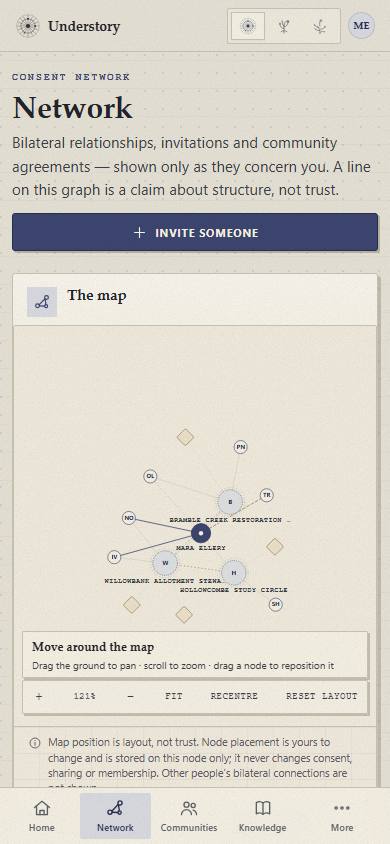 Understory
ME
CONSENT NETWORK
Network
Bilateral relationships, invitations and community
agreements — shown only as they concern you. A line
on this graph is a claim about structure, not trust.
INVITE SOMEONE
The map
PN
OL
TR
B
BRAMBLE CREEK RESTORATION …
NO
MARA ELLERY
IV
W
H
WILLOWBANK ALLOTMENT STEWA…
HOLLOWCOMBE STUDY CIRCLE
SH
Move around the map
Drag the ground to pan · scroll to zoom · drag a node to reposition it
+ 121% − FIT RECENTRE RESET LAYOUT
Map position is layout, not trust. Node placement is yours to
change and is stored on this node only; it never changes consent,
sharing or membership. Other people's bilateral connections are
not shown.
Home Network Communities Knowledge More